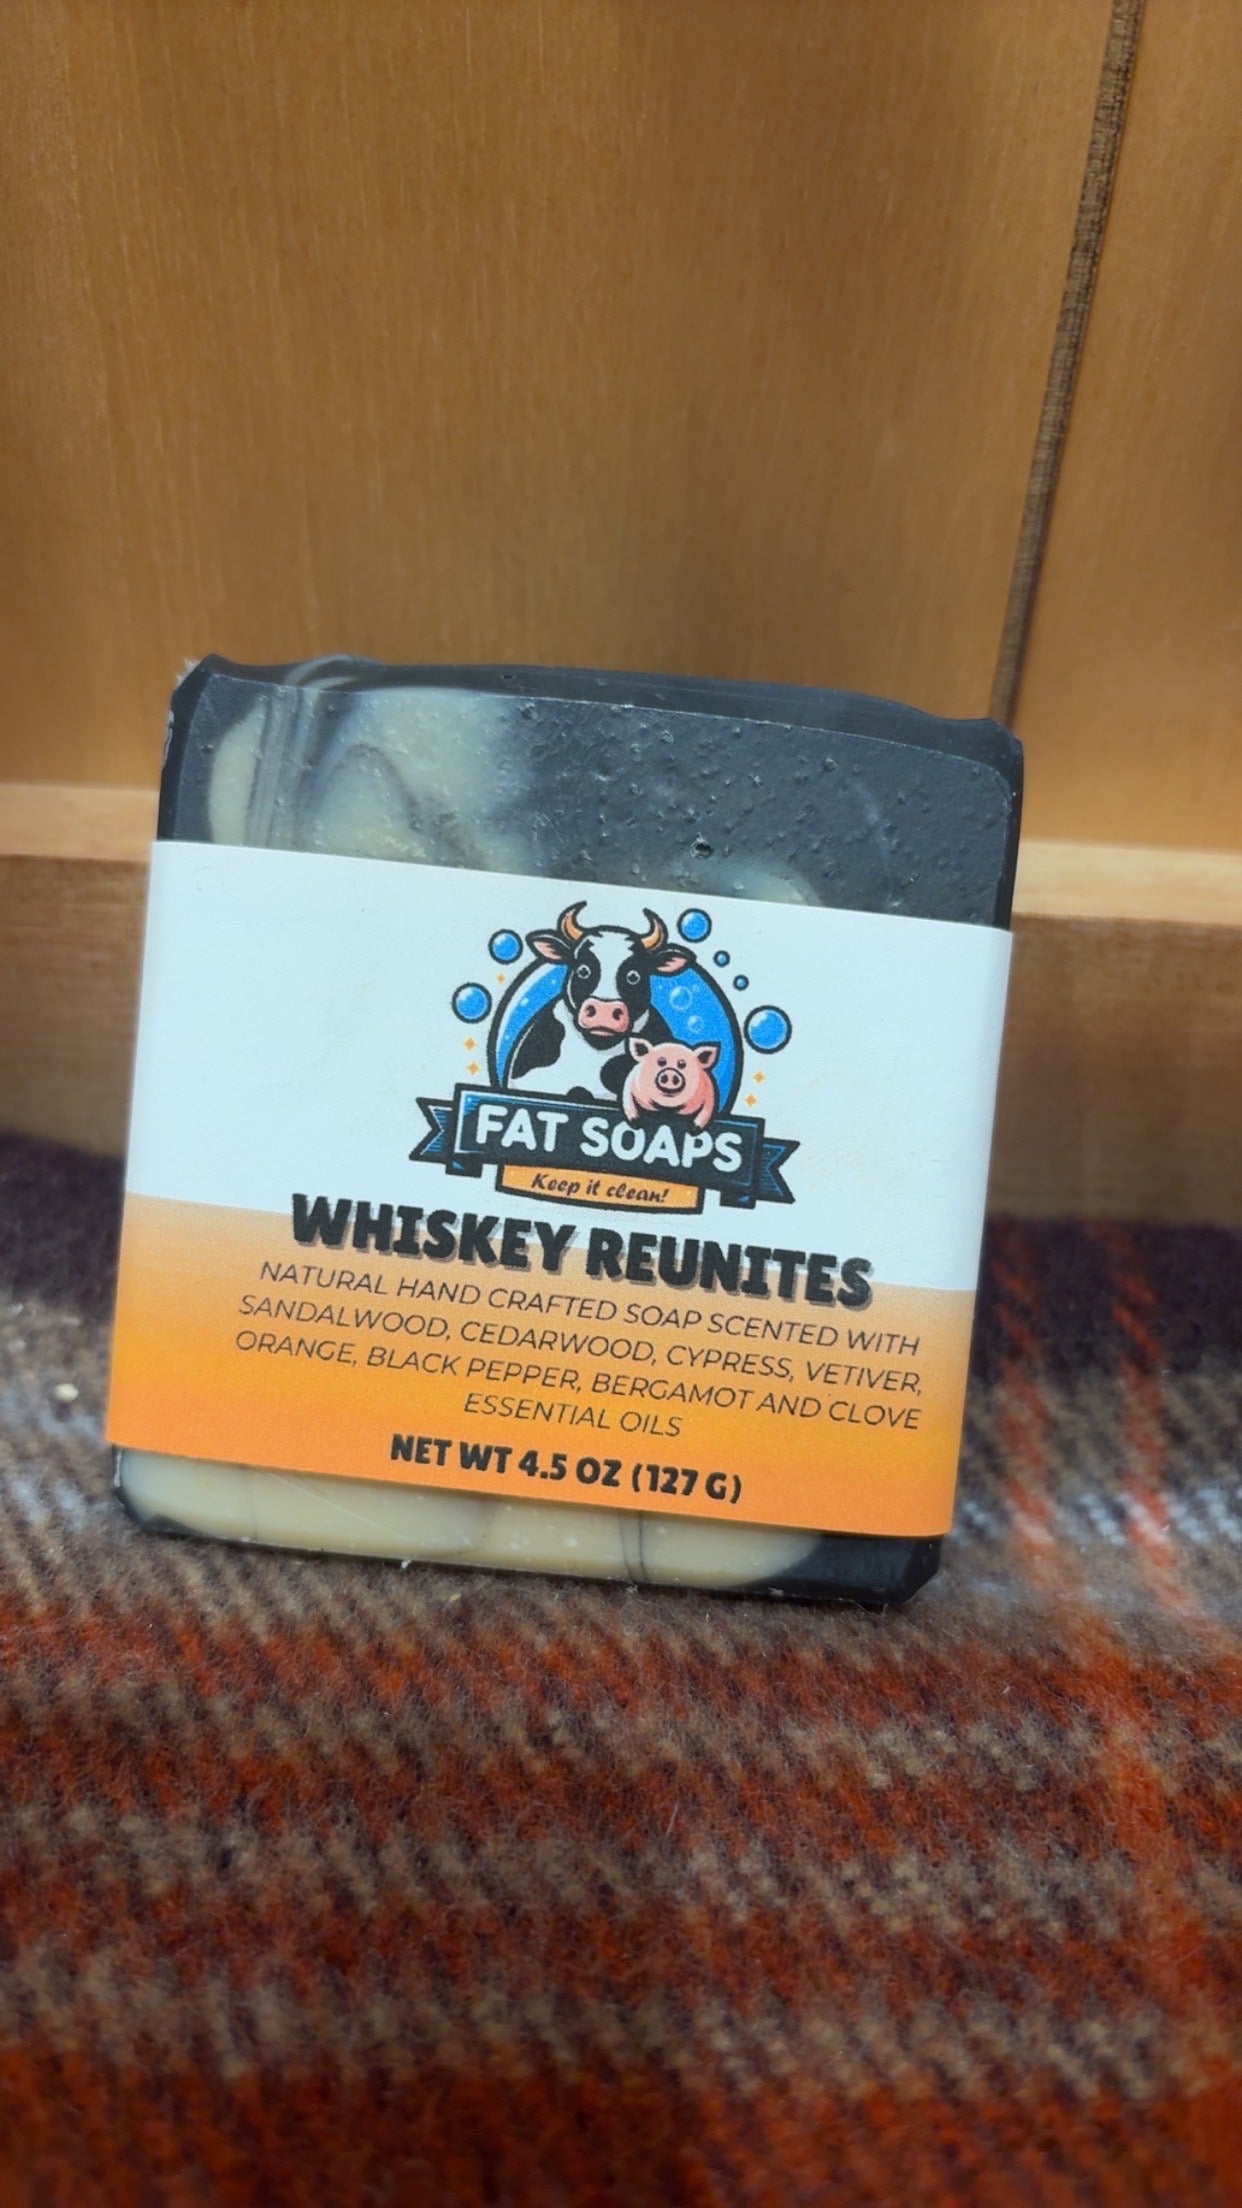 FAT SOAPS
Keep it clean!
WHISKEY REUNITES
NATURAL HAND CRAFTED SOAP SCENTED WITH
SANDALWOOD, CEDARWOOD, CYPRESS, VETIVER,
ORANGE, BLACK PEPPER, BERGAMOT AND CLOVE
ESSENTIAL OILS
NET WT 4.5 OZ (127 G)